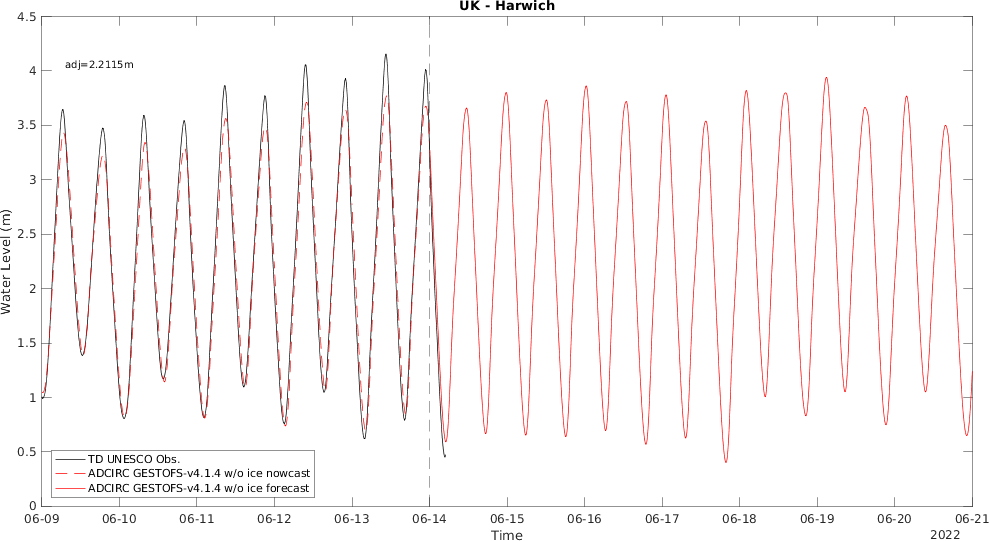 UK - Harwich
adj=2.2115m
4.5
4
3.5
3
2.5
2
1.5
1
0.5
0
Water Level (m)
TD UNESCO Obs.
ADCIRC GESTOFS-v4.1.4 w/o ice nowcast
ADCIRC GESTOFS-v4.1.4 w/o ice forecast
06-09 06-10 06-11 06-12 06-13 06-14 06-15 06-16 06-17 06-18 06-19 06-20 06-21
Time
2022